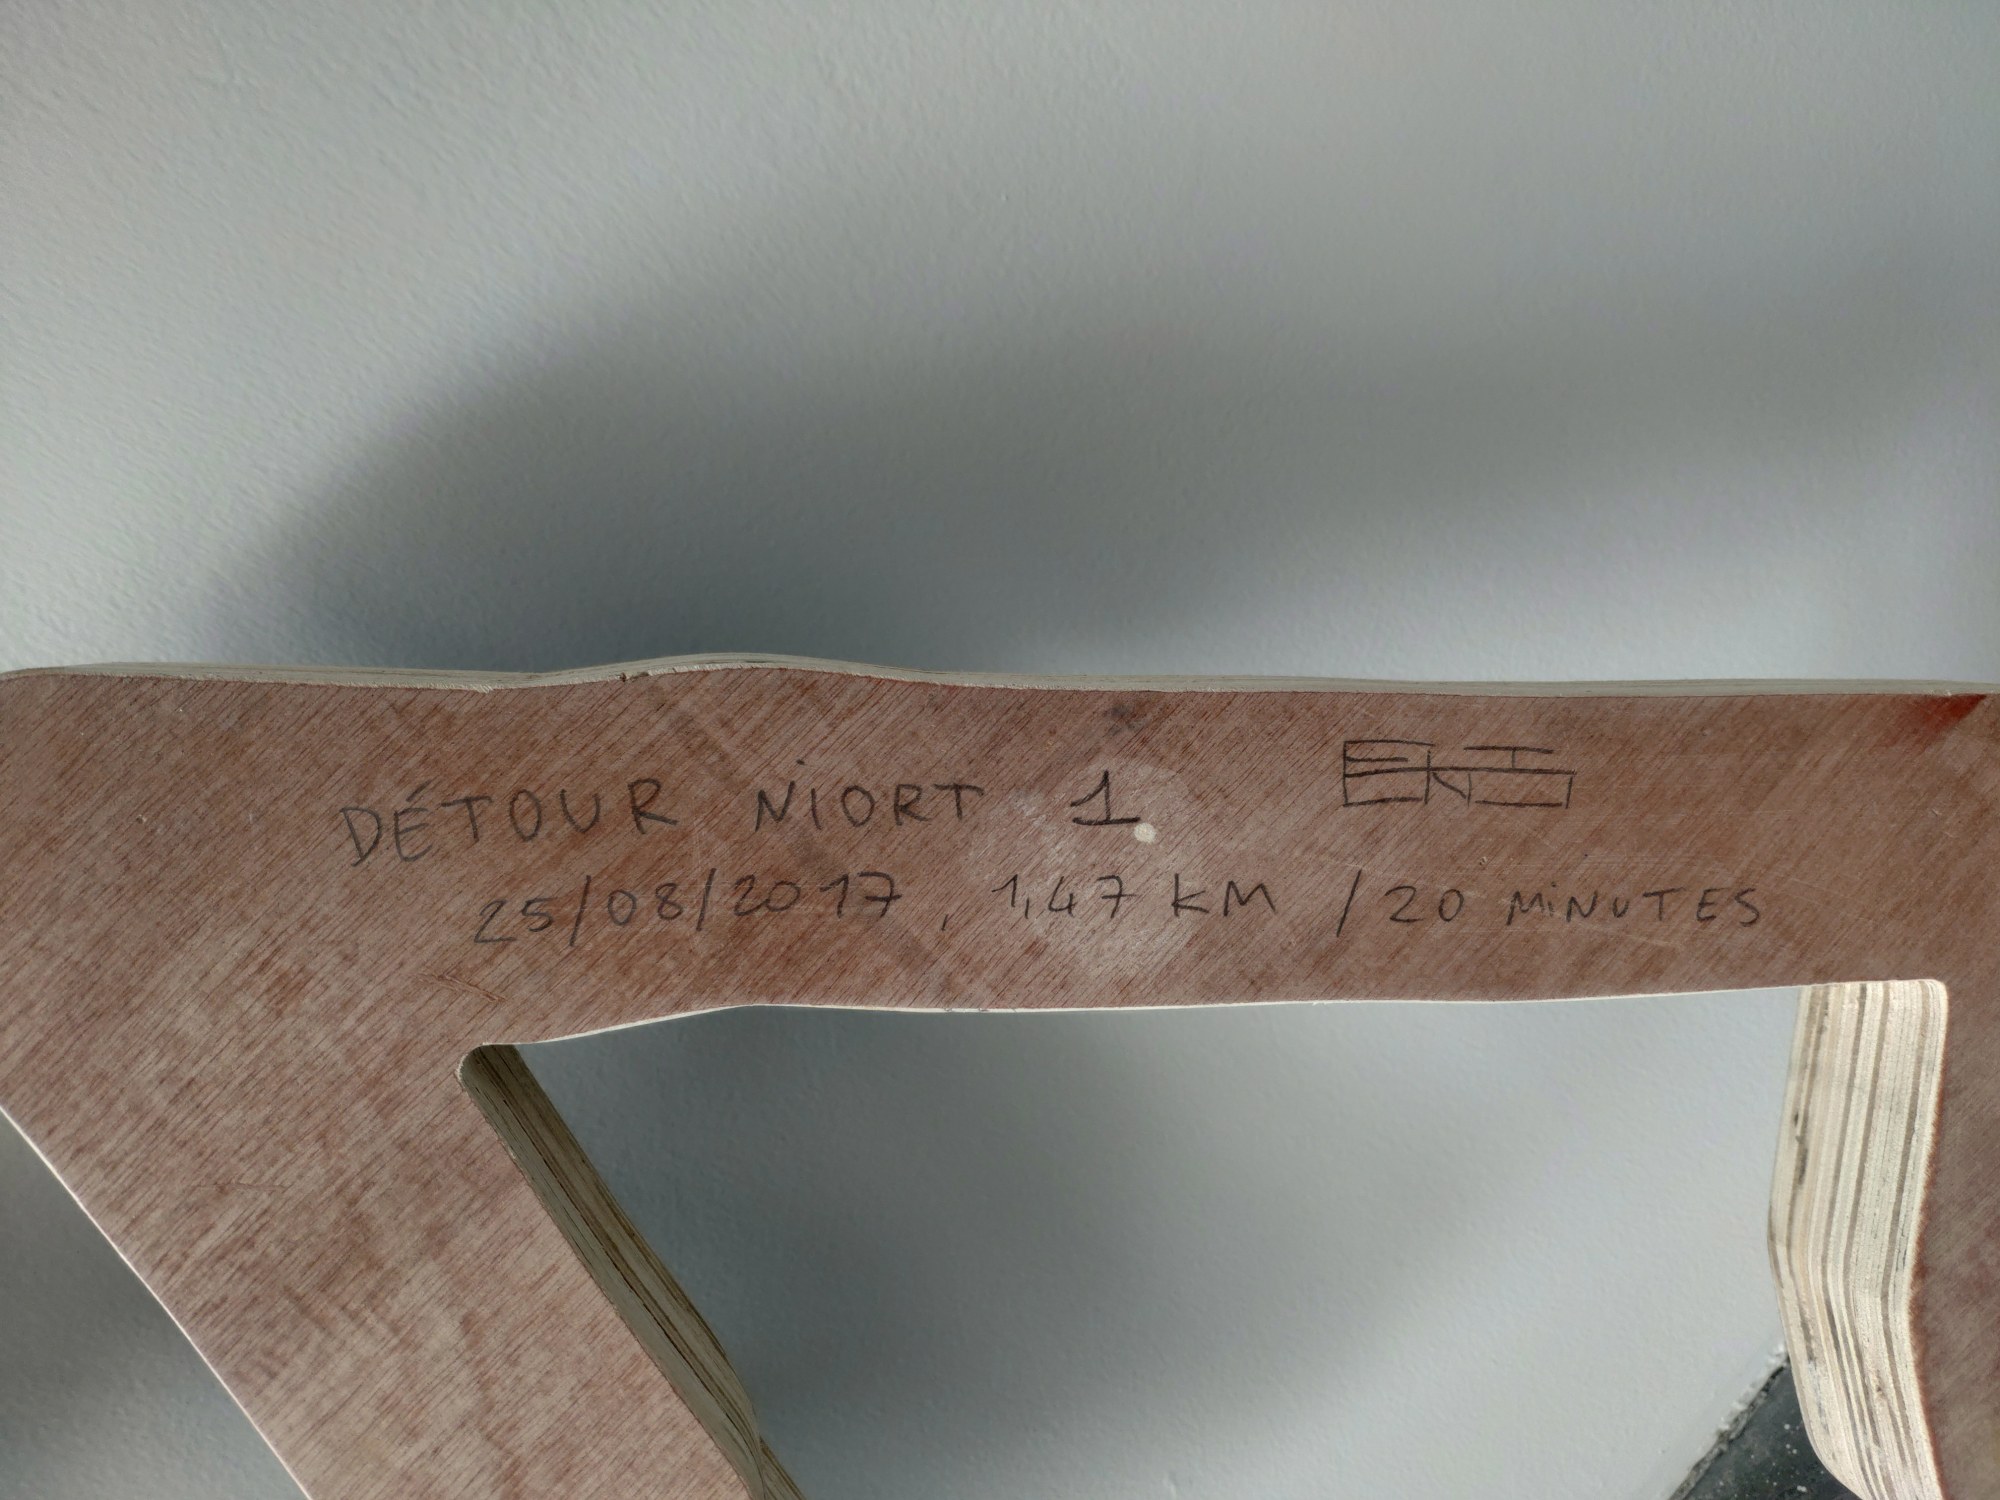 DÉTOUR NiORT 1
25/08/2017, 1,47 KM / 20 MiNUTES